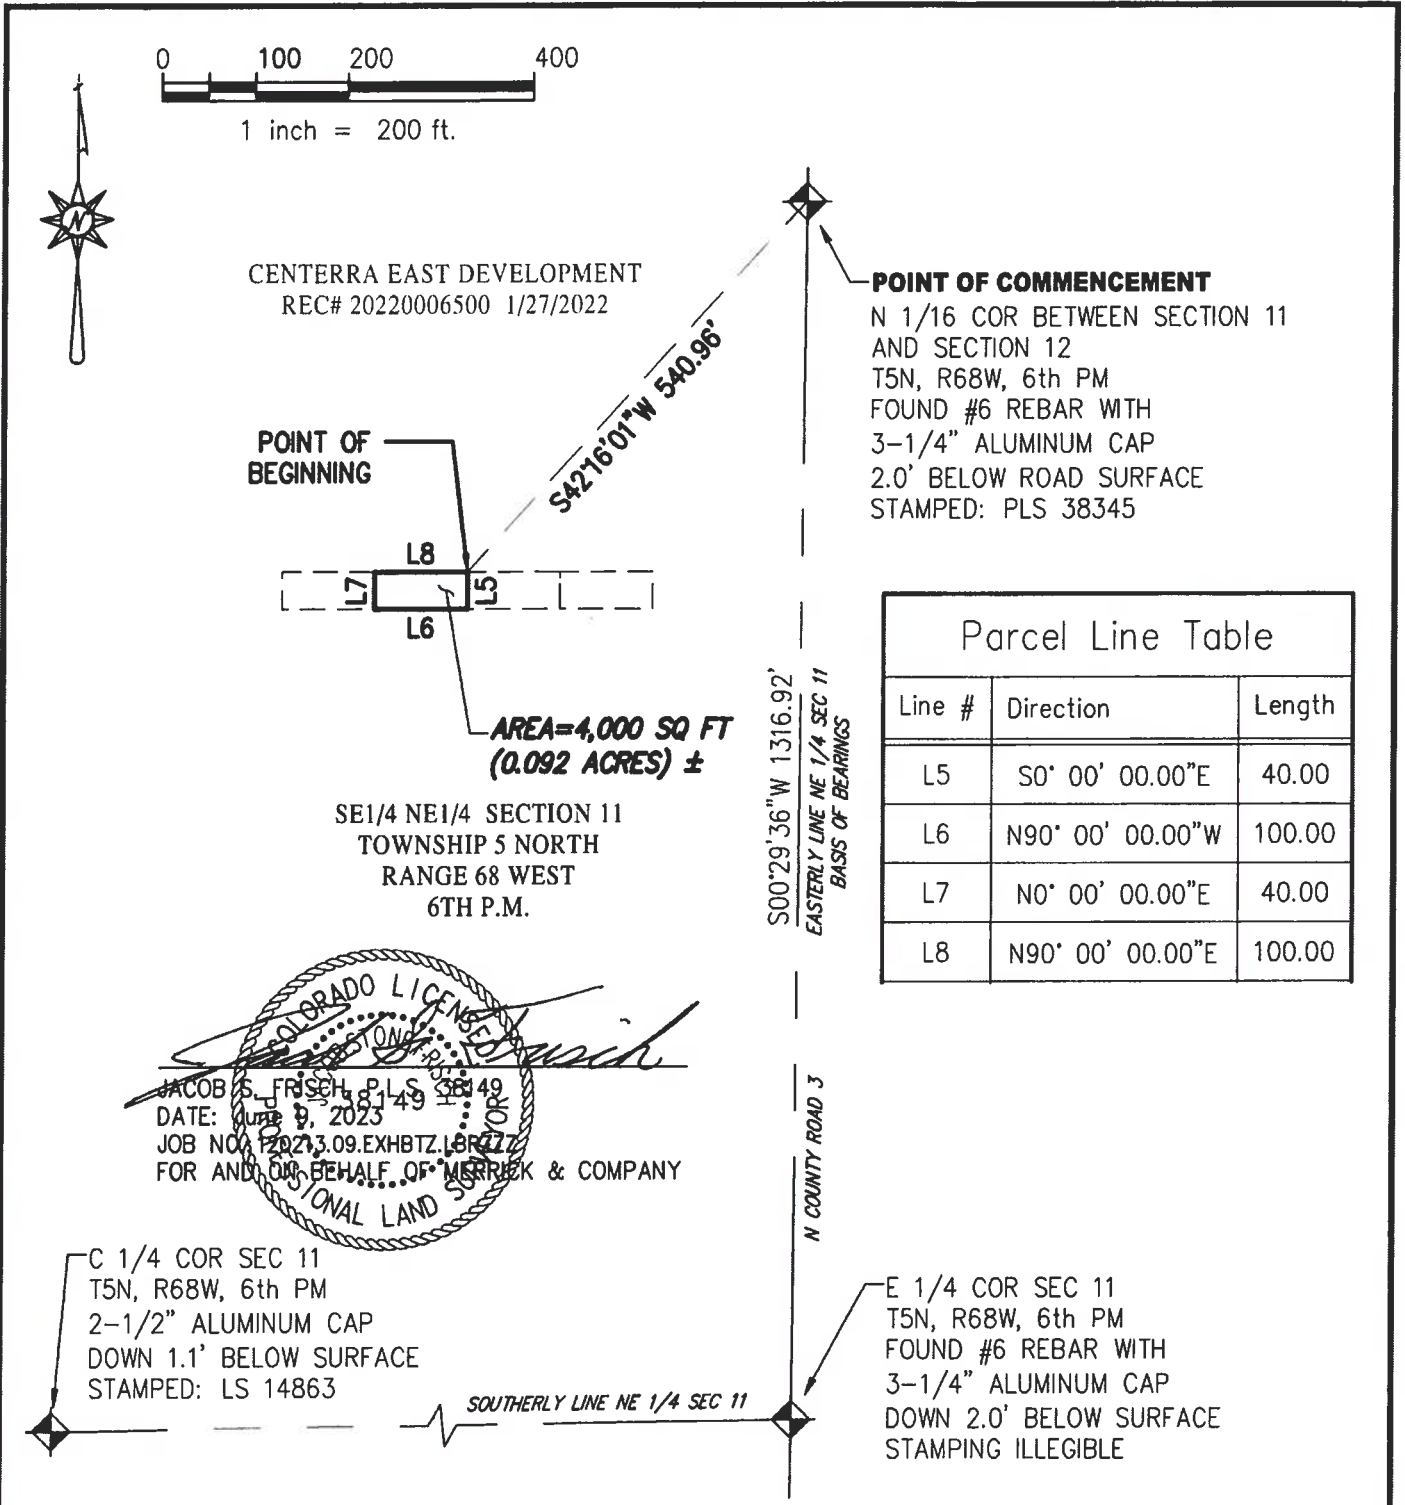 0 100 200 400
1 inch = 200 ft.
N
CENTERRA EAST DEVELOPMENT
REC# 20220006500 1/27/2022
S42°16'01"W 540.96'
POINT OF COMMENCEMENT
N 1/16 COR BETWEEN SECTION 11
AND SECTION 12
T5N, R68W, 6th PM
FOUND #6 REBAR WITH
3-1/4" ALUMINUM CAP
2.0' BELOW ROAD SURFACE
STAMPED: PLS 38345
POINT OF
BEGINNING
L8
L7
L5
L6
AREA=4,000 SQ FT
(0.092 ACRES) ±
SE1/4 NE1/4 SECTION 11
TOWNSHIP 5 NORTH
RANGE 68 WEST
6TH P.M.
S00°29'36"W 1316.92'
EASTERLY LINE NE 1/4 SEC 11
BASIS OF BEARINGS
Parcel Line Table
Line # Direction Length
L5 S0° 00' 00.00"E 40.00
L6 N90° 00' 00.00"W 100.00
L7 N0° 00' 00.00"E 40.00
L8 N90° 00' 00.00"E 100.00
COLORADO LICENSED
38149
PROFESSIONAL LAND SURVEYOR
JACOB S. FRISCH, P.L.S. 38149
DATE: June 9, 2023
JOB NO.
FOR AND ON BEHALF OF MERRICK & COMPANY
N COUNTY ROAD 3
C 1/4 COR SEC 11
T5N, R68W, 6th PM
2-1/2" ALUMINUM CAP
DOWN 1.1' BELOW SURFACE
STAMPED: LS 14863
SOUTHERLY LINE NE 1/4 SEC 11
E 1/4 COR SEC 11
T5N, R68W, 6th PM
FOUND #6 REBAR WITH
3-1/4" ALUMINUM CAP
DOWN 2.0' BELOW SURFACE
STAMPING ILLEGIBLE